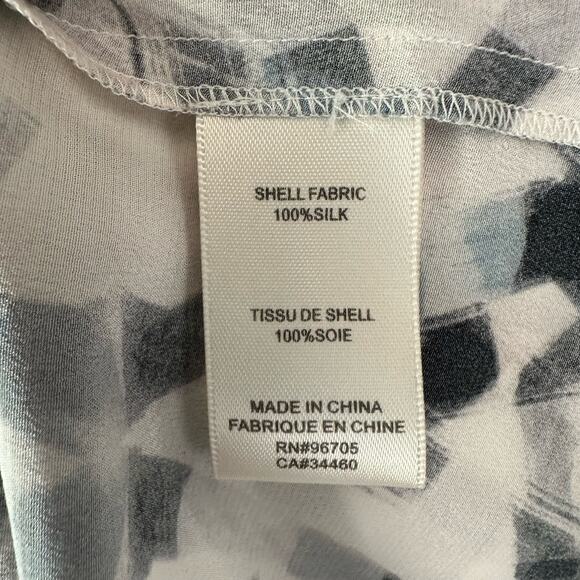 SHELL FABRIC
100%SILK
TISSU DE SHELL
100%SOIE
MADE IN CHINA
FABRIQUE EN CHINE
RN#96705
CA#34460